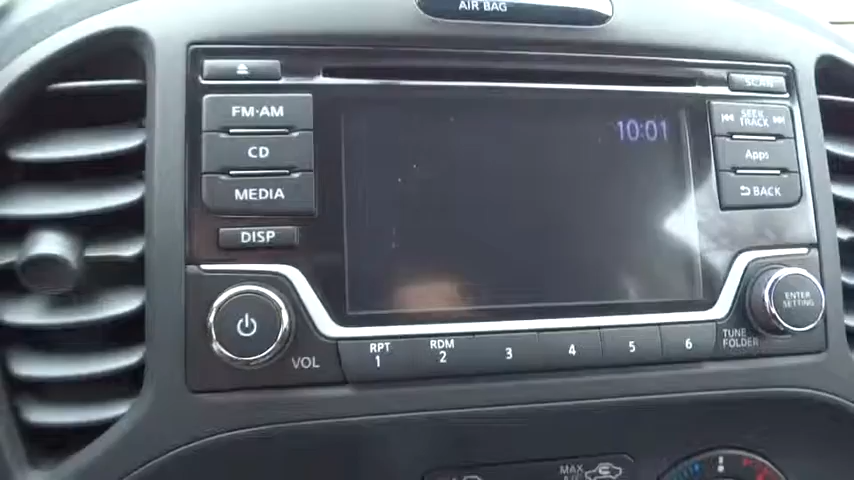 AIR BAG
SCAN
FM·AM
CD
MEDIA
DISP
10:01
SEEK
TRACK
Apps
BACK
ENTER
SETTING
TUNE
FOLDER
VOL
RPT
1
RDM
2
3
4
5
6
MAX
A/C